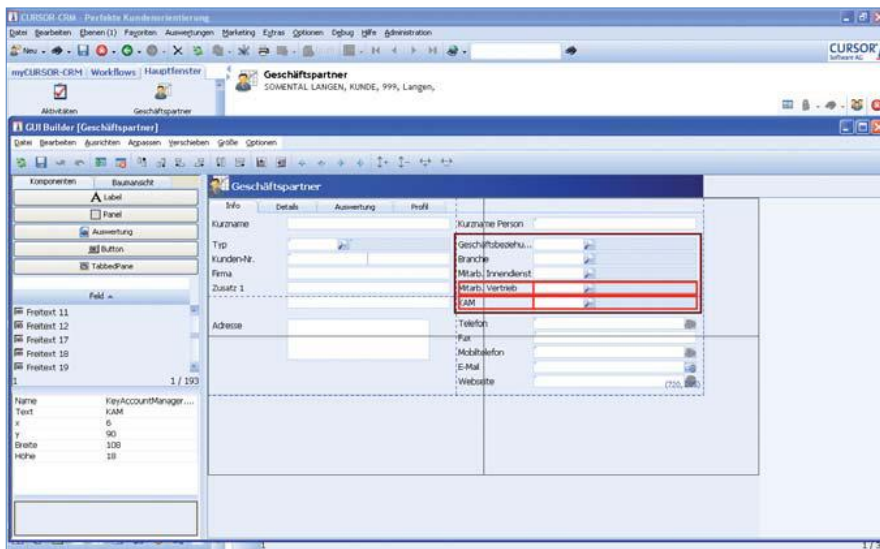 CURSOR-CRM - Perfekte Kundenorientierung
Datei Bearbeiten Ebenen (1) Favoriten Auswertungen Marketing Extras Optionen Debug Hilfe Administration
Neu
CURSOR
Software AG
myCURSOR-CRM Workflows Hauptfenster
Geschäftspartner
SOMENTAL LANGEN, KUNDE, 999, Langen,
Aktivitäten Geschäftspartner
GUI Builder [Geschäftspartner]
Datei Bearbeiten Ausrichten Anpassen Verschieben Größe Optionen
Komponenten Baumansicht
Label
Panel
Auswertung
Button
TabbedPane
Feld
Freitext 11
Freitext 12
Freitext 17
Freitext 18
Freitext 19
1 1 / 193
Name KeyAccountManager....
Text KAM
x 6
y 90
Breite 108
Höhe 18
Geschäftspartner
Info Details Auswertung Profil
Kurzname Kurzname Person
Typ Geschäftsbeziehu...
Kunden-Nr. Branche
Firma Mitarb. Innendienst
Zusatz 1 Mitarb. Vertrieb
KAM
Adresse Telefon
Fax
Mobiltelefon
E-Mail
Webseite
1